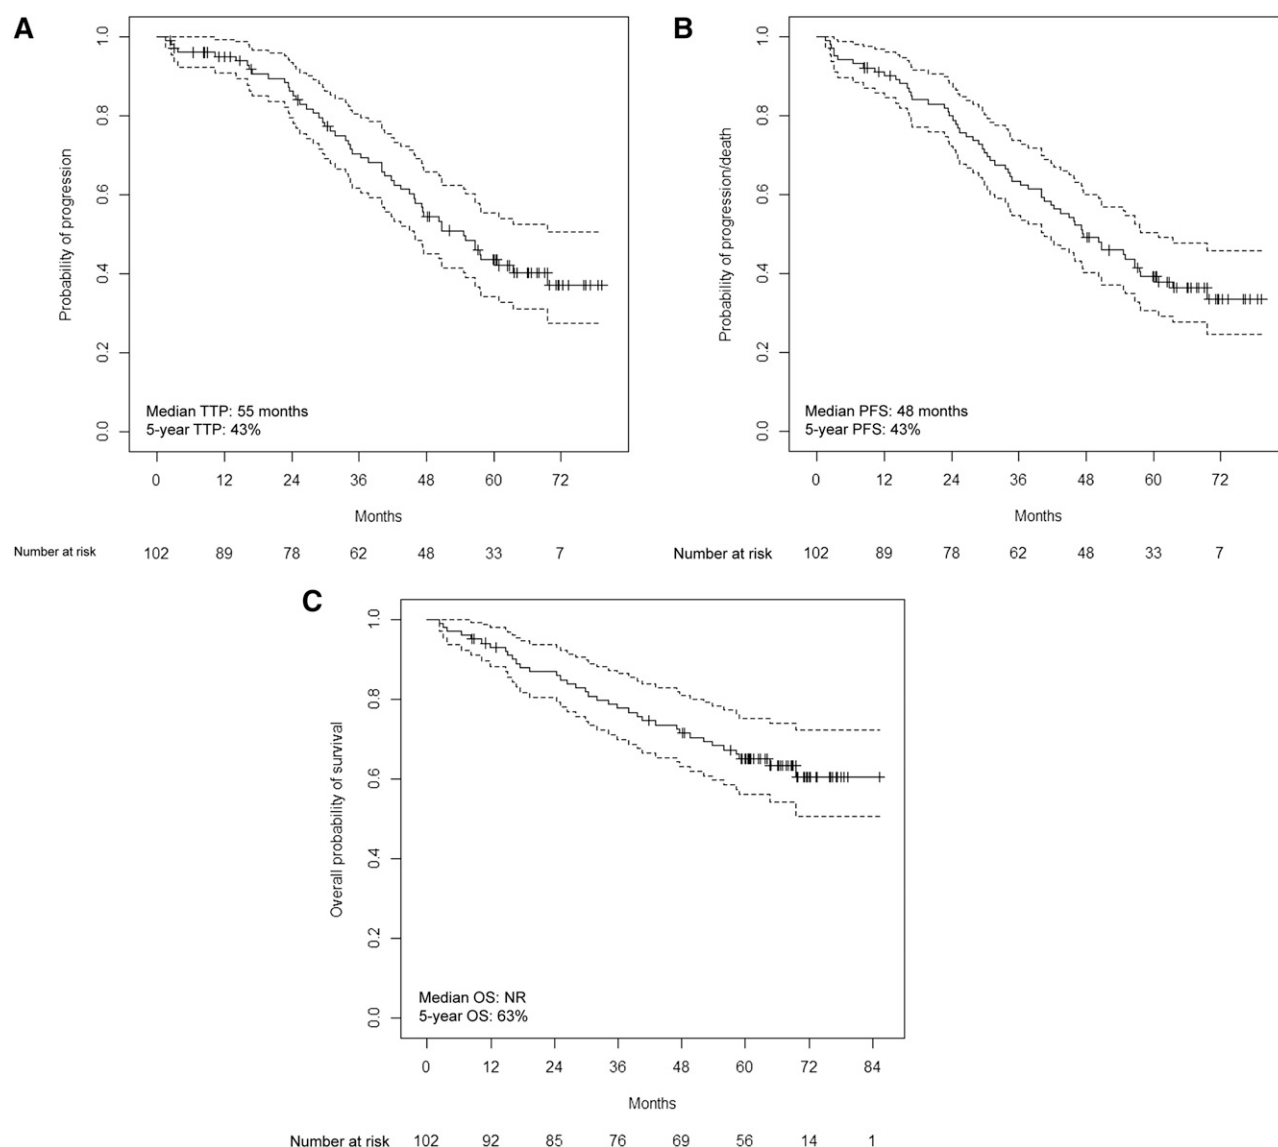 A
Probability of progression
1.0
0.8
0.6
0.4
0.2
0.0
Median TTP: 55 months
5-year TTP: 43%
0 12 24 36 48 60 72
Months
Number at risk 102 89 78 62 48 33 7
B
Probability of progression/death
1.0
0.8
0.6
0.4
0.2
0.0
Median PFS: 48 months
5-year PFS: 43%
0 12 24 36 48 60 72
Months
Number at risk 102 89 78 62 48 33 7
C
Overall probability of survival
1.0
0.8
0.6
0.4
0.2
0.0
Median OS: NR
5-year OS: 63%
0 12 24 36 48 60 72 84
Months
Number at risk 102 92 85 76 69 56 14 1